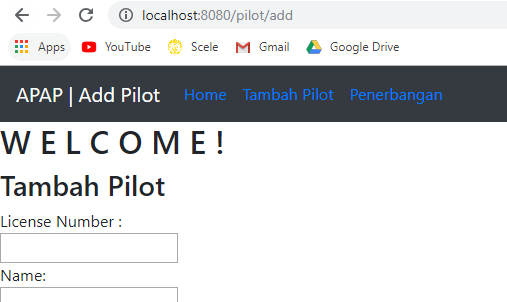 localhost:8080/pilot/add
Apps YouTube Scele Gmail Google Drive
APAP | Add Pilot Home Tambah Pilot Penerbangan
W E L C O M E !
Tambah Pilot
License Number :
Name: